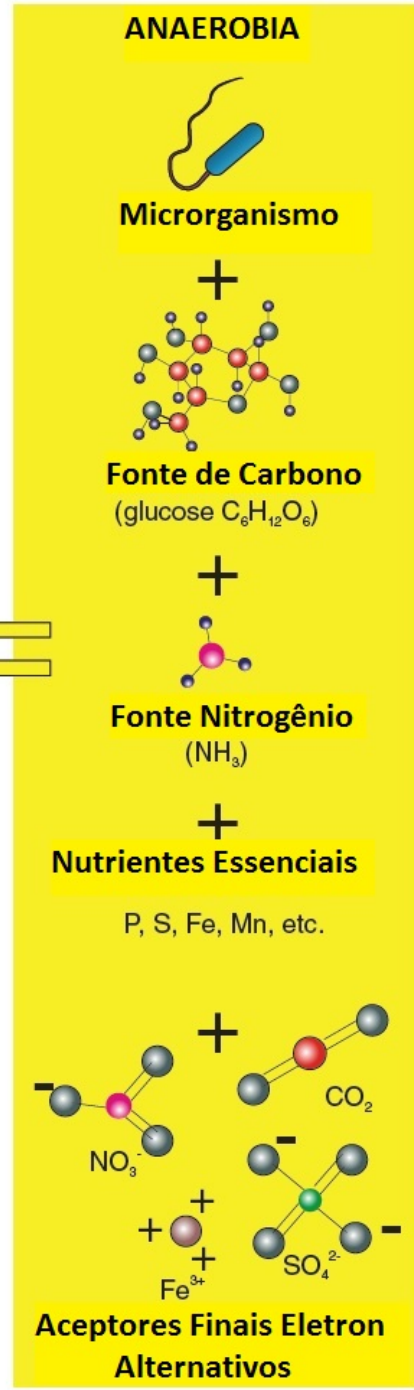 ANAEROBIA
Microrganismo
+
Fonte de Carbono
(glucose C₆H₁₂O₆)
+
Fonte Nitrogênio
(NH₃)
+
Nutrientes Essenciais
P, S, Fe, Mn, etc.
+
NO₃⁻
CO₂
Fe³⁺
SO₄²⁻
Aceptores Finais Eletron
Alternativos